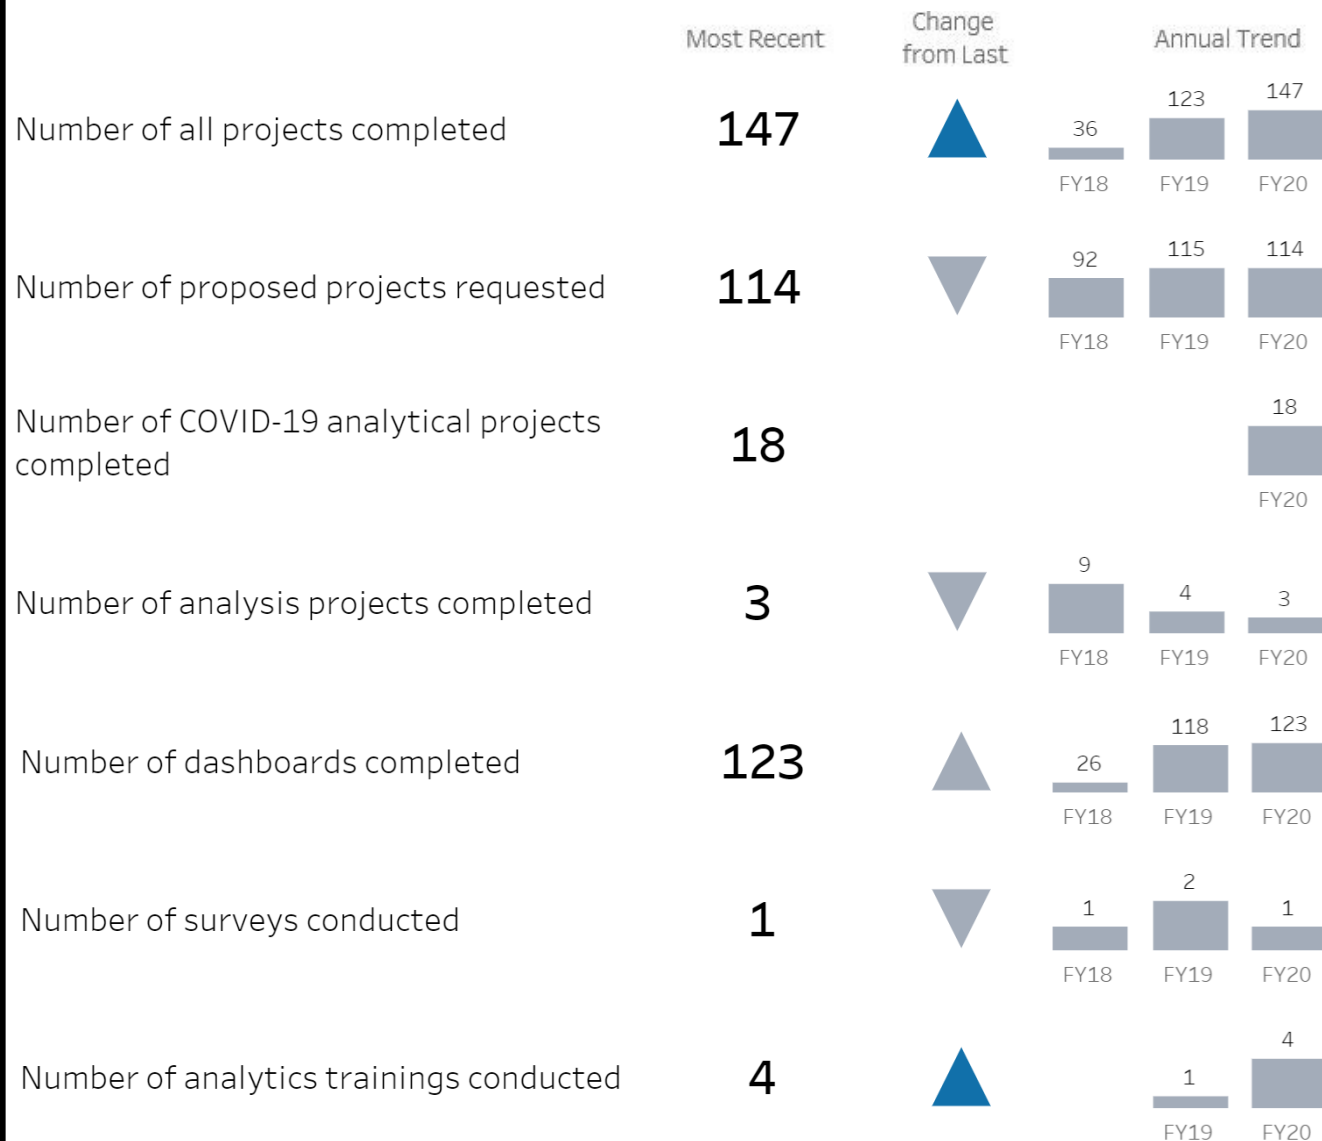 Most Recent
Change
from Last
Annual Trend
Number of all projects completed
147
36
123
147
FY18
FY19
FY20
Number of proposed projects requested
114
92
115
114
FY18
FY19
FY20
Number of COVID-19 analytical projects
completed
18
18
FY20
Number of analysis projects completed
3
9
4
3
FY18
FY19
FY20
Number of dashboards completed
123
26
118
123
FY18
FY19
FY20
Number of surveys conducted
1
1
2
1
FY18
FY19
FY20
Number of analytics trainings conducted
4
1
4
FY19
FY20